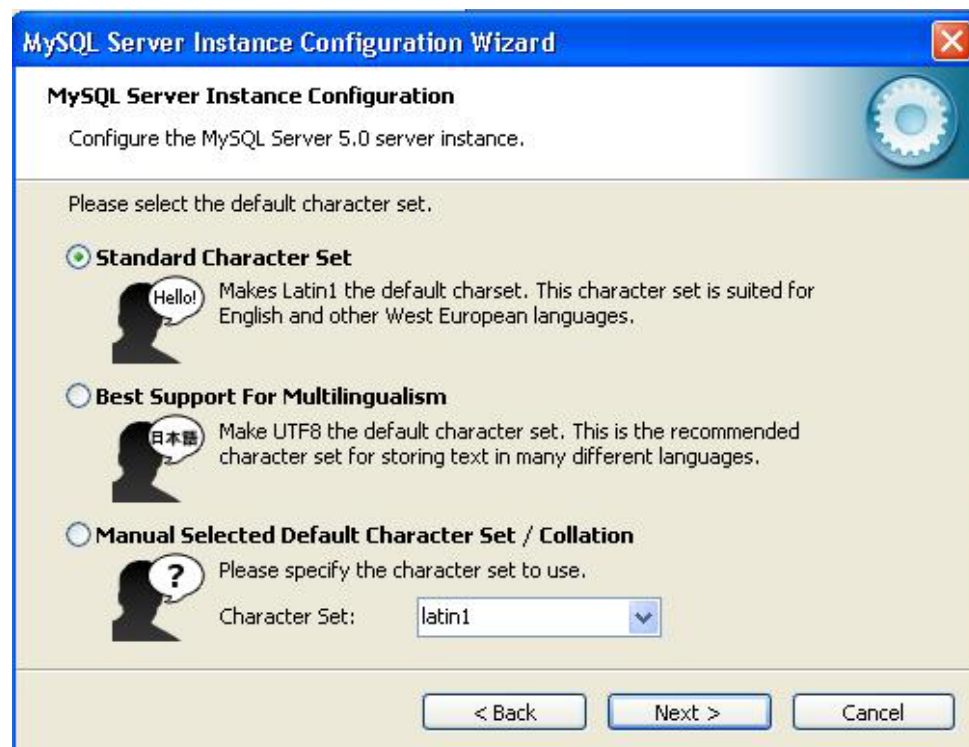 MySQL Server Instance Configuration Wizard
MySQL Server Instance Configuration
Configure the MySQL Server 5.0 server instance.
Please select the default character set.
Standard Character Set
Hello!
Makes Latin1 the default charset. This character set is suited for
English and other West European languages.
Best Support For Multilingualism
日本語
Make UTF8 the default character set. This is the recommended
character set for storing text in many different languages.
Manual Selected Default Character Set / Collation
?
Please specify the character set to use.
Character Set: latin1
< Back Next > Cancel